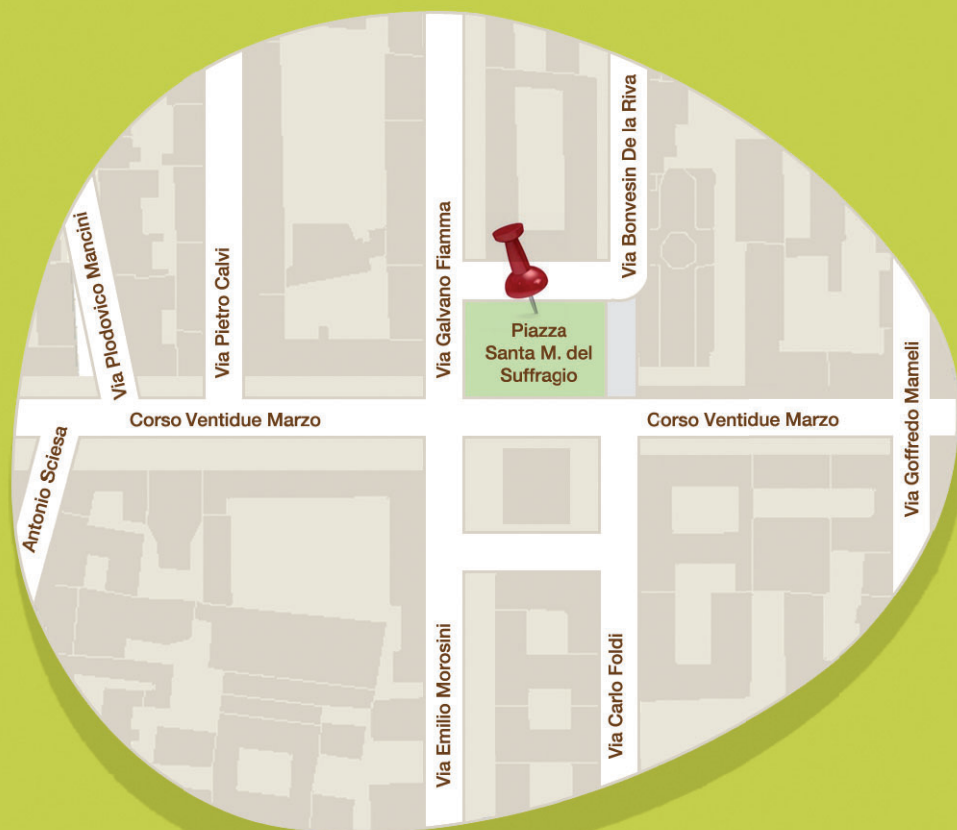 Via Plodovico Mancini
Via Pietro Calvi
Via Galvano Fiamma
Via Bonvesin De la Riva
Piazza
Santa M. del
Suffragio
Via Goffredo Mameli
Corso Ventidue Marzo
Corso Ventidue Marzo
Antonio Sciesa
Via Emilio Morosini
Via Carlo Foldi